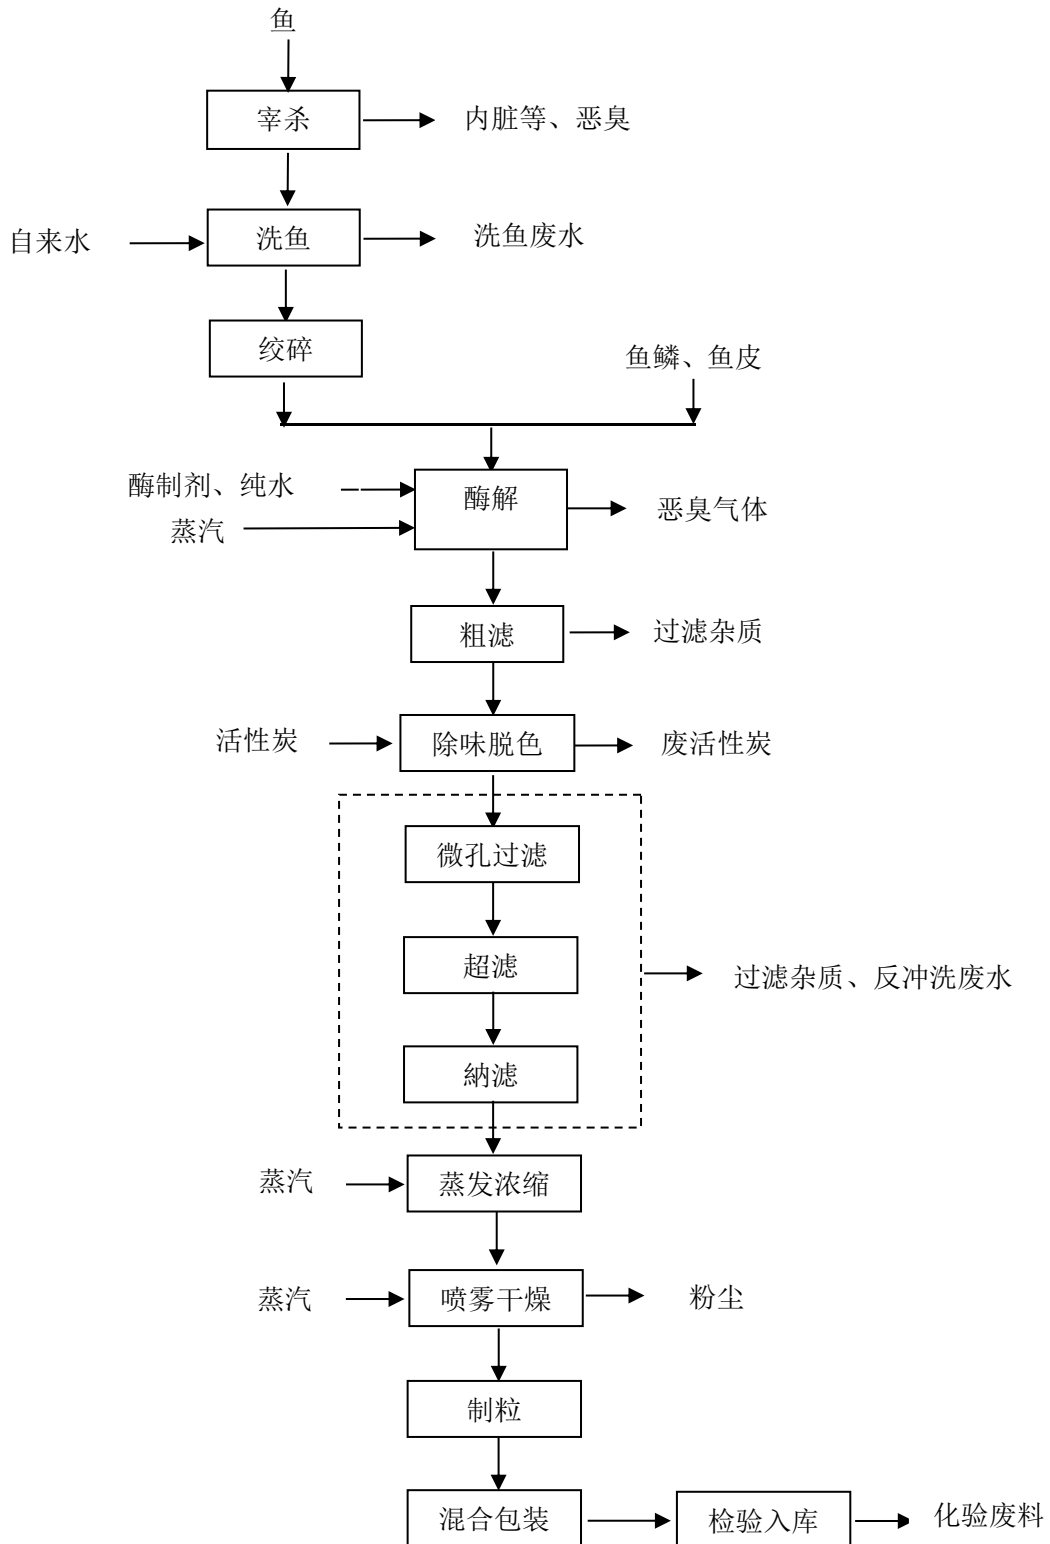 鱼
宰杀
内脏等、恶臭
自来水
洗鱼
洗鱼废水
绞碎
鱼鳞、鱼皮
酶制剂、纯水
蒸汽
酶解
恶臭气体
粗滤
过滤杂质
活性炭
除味脱色
废活性炭
微孔过滤
超滤
過滤杂质、反冲洗废水
納滤
蒸汽
蒸发浓缩
蒸汽
喷雾干燥
粉尘
制粒
混合包装
检验入库
化验废料